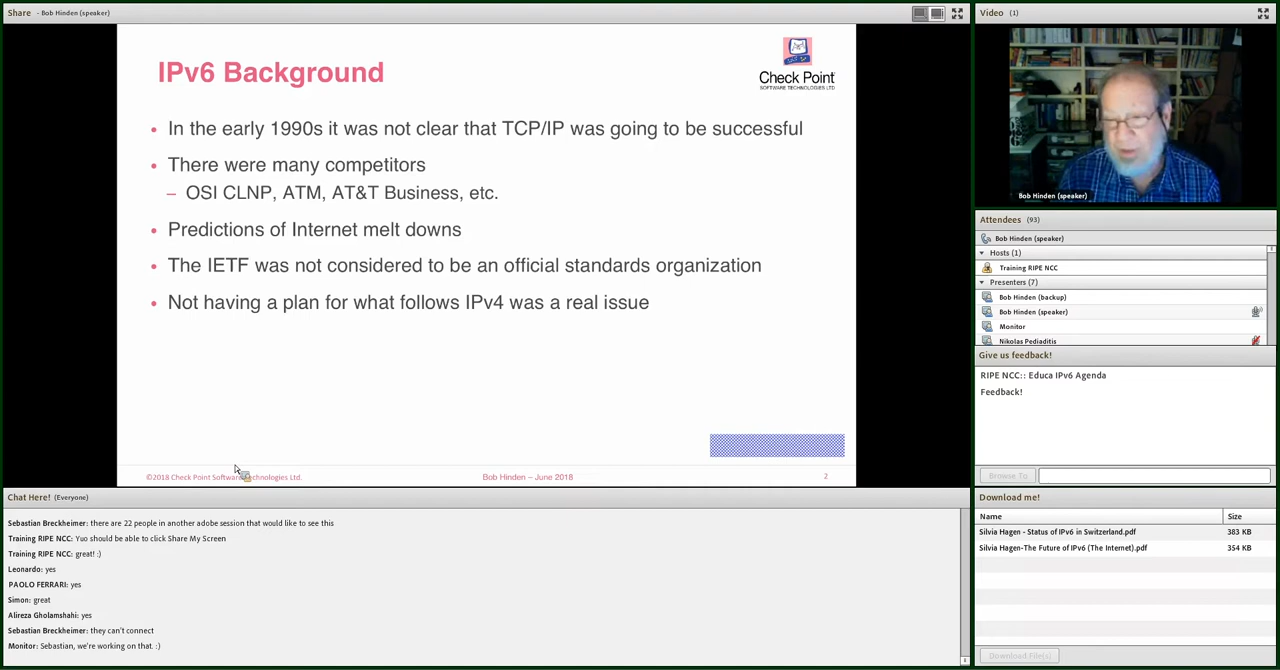 Share - Bob Hinden (speaker)
IPv6 Background
Check Point
SOFTWARE TECHNOLOGIES LTD
• In the early 1990s it was not clear that TCP/IP was going to be successful
• There were many competitors
– OSI CLNP, ATM, AT&T Business, etc.
• Predictions of Internet melt downs
• The IETF was not considered to be an official standards organization
• Not having a plan for what follows IPv4 was a real issue
©2018 Check Point Software Technologies Ltd.
Bob Hinden – June 2018
2
Video (1)
Bob Hinden (speaker)
Attendees (93)
Bob Hinden (speaker)
Hosts (1)
Training RIPE NCC
Presenters (7)
Bob Hinden (backup)
Bob Hinden (speaker)
Monitor
Nikolas Pediaditis
Give us feedback!
RIPE NCC:: Educa IPv6 Agenda
Feedback!
Browse To
Chat Here! (Everyone)
Sebastian Breckheimer: there are 22 people in another adobe session that would like to see this
Training RIPE NCC: Yuo should be able to click Share My Screen
Training RIPE NCC: great! :)
Leonardo: yes
PAOLO FERRARI: yes
Simon: great
Alireza Gholamshahi: yes
Sebastian Breckheimer: they can't connect
Monitor: Sebastian, we're working on that. :)
Download me!
Name Size
Silvia Hagen - Status of IPv6 in Switzerland.pdf 383 KB
Silvia Hagen-The Future of IPv6 (The Internet).pdf 354 KB
Download File(s)